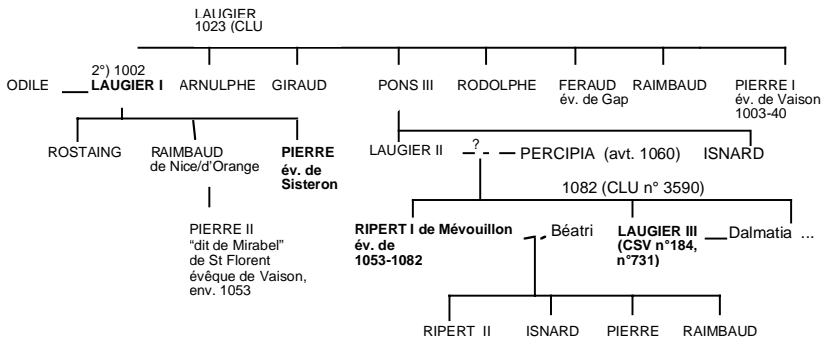 LAUGIER
1023 (CLU
2°) 1002
ODILE LAUGIER I ARNULPHE GIRAUD PONS III RODOLPHE FERAUD RAIMBAUD PIERRE I
év. de Gap év. de Vaison
1003-40
ROSTAING RAIMBAUD PIERRE LAUGIER II ? PERCIPIA (avt. 1060) ISNARD
de Nice/d'Orange év. de
Sisteron
1082 (CLU n° 3590)
PIERRE II RIPERT I de Mévouillon Béatri LAUGIER III Dalmatia ...
"dit de Mirabel" év. de (CSV n°184,
de St Florent 1053-1082 n°731)
évêque de Vaison,
env. 1053
RIPERT II ISNARD PIERRE RAIMBAUD